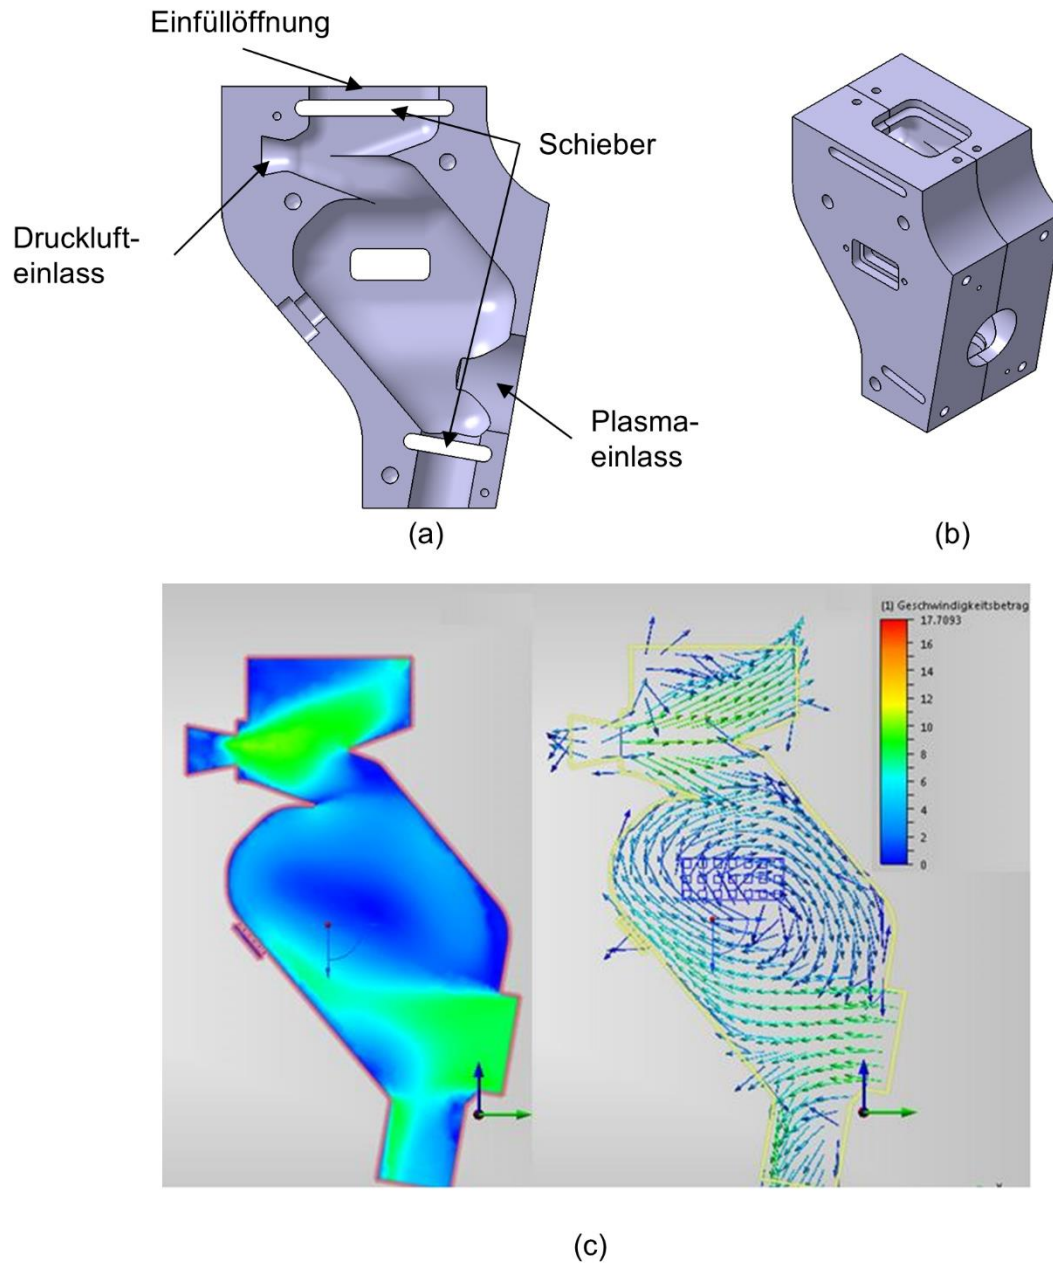 Einfüllöffnung
Schieber
Druckluft-
einlass
Plasma-
einlass
(a)
(b)
[1] Geschwindigkeitsbetrag
17.7093
16
14
12
10
8
6
4
2
0
(c)